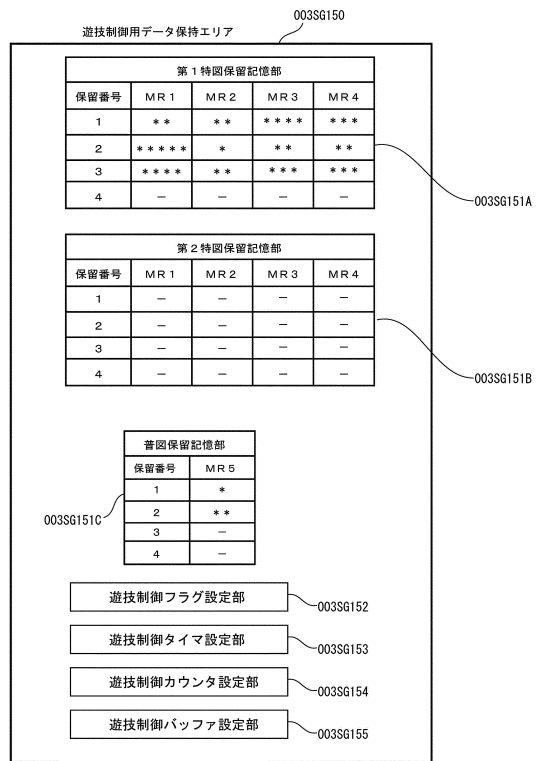 003SG150
遊技制御用データ保持エリア
第１特図保留記憶部
保留番号 ＭＲ１ ＭＲ２ ＭＲ３ ＭＲ４
1 ** ** **** ***
2 ***** * ** **
3 **** ** *** ***
4 － － － －
003SG151A
第２特図保留記憶部
保留番号 ＭＲ１ ＭＲ２ ＭＲ３ ＭＲ４
1 － － － －
2 － － － －
3 － － － －
4 － － － －
003SG151B
普図保留記憶部
保留番号 ＭＲ５
1 *
2 **
3 －
4 －
003SG151C
遊技制御フラグ設定部
003SG152
遊技制御タイマ設定部
003SG153
遊技制御カウンタ設定部
003SG154
遊技制御バッファ設定部
003SG155